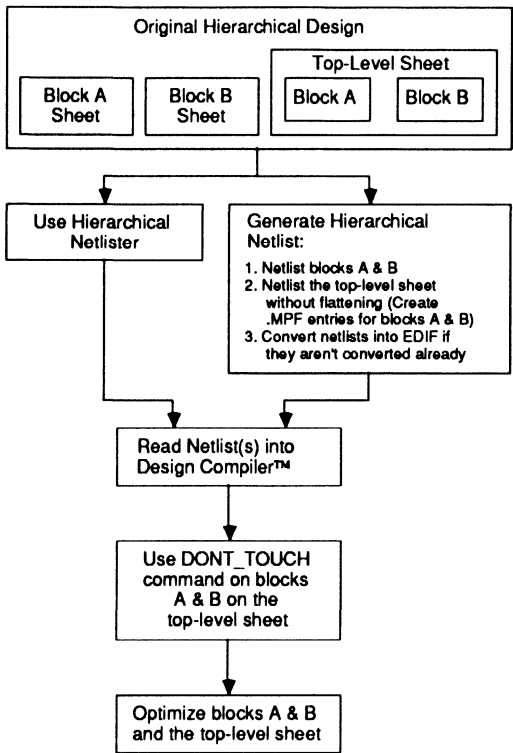 Original Hierarchical Design
Top-Level Sheet
Block A
Sheet
Block B
Sheet
Block A
Block B
Use Hierarchical
Netlister
Generate Hierarchical
Netlist:
1. Netlist blocks A & B
2. Netlist the top-level sheet
without flattening (Create
.MPF entries for blocks A & B)
3. Convert netlists into EDIF if
they aren't converted already
Read Netlist(s) into
Design Compiler™
Use DONT_TOUCH
command on blocks
A & B on the
top-level sheet
Optimize blocks A & B
and the top-level sheet